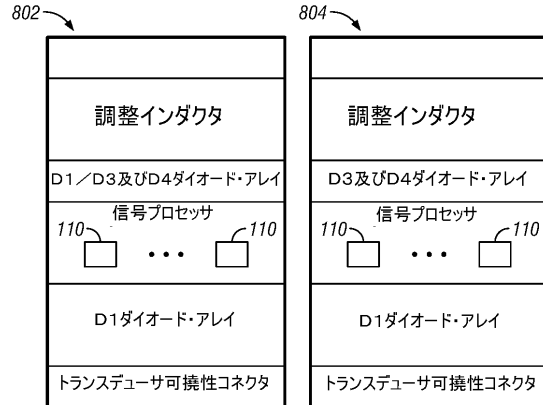 802
調整インダクタ
D1/D3及びD4ダイオード・アレイ
信号プロセッサ
110 ・・・ 110
D1ダイオード・アレイ
トランスデューサ可撓性コネクタ
804
調整インダクタ
D3及びD4ダイオード・アレイ
信号プロセッサ
110 ・・・ 110
D1ダイオード・アレイ
トランスデューサ可撓性コネクタ